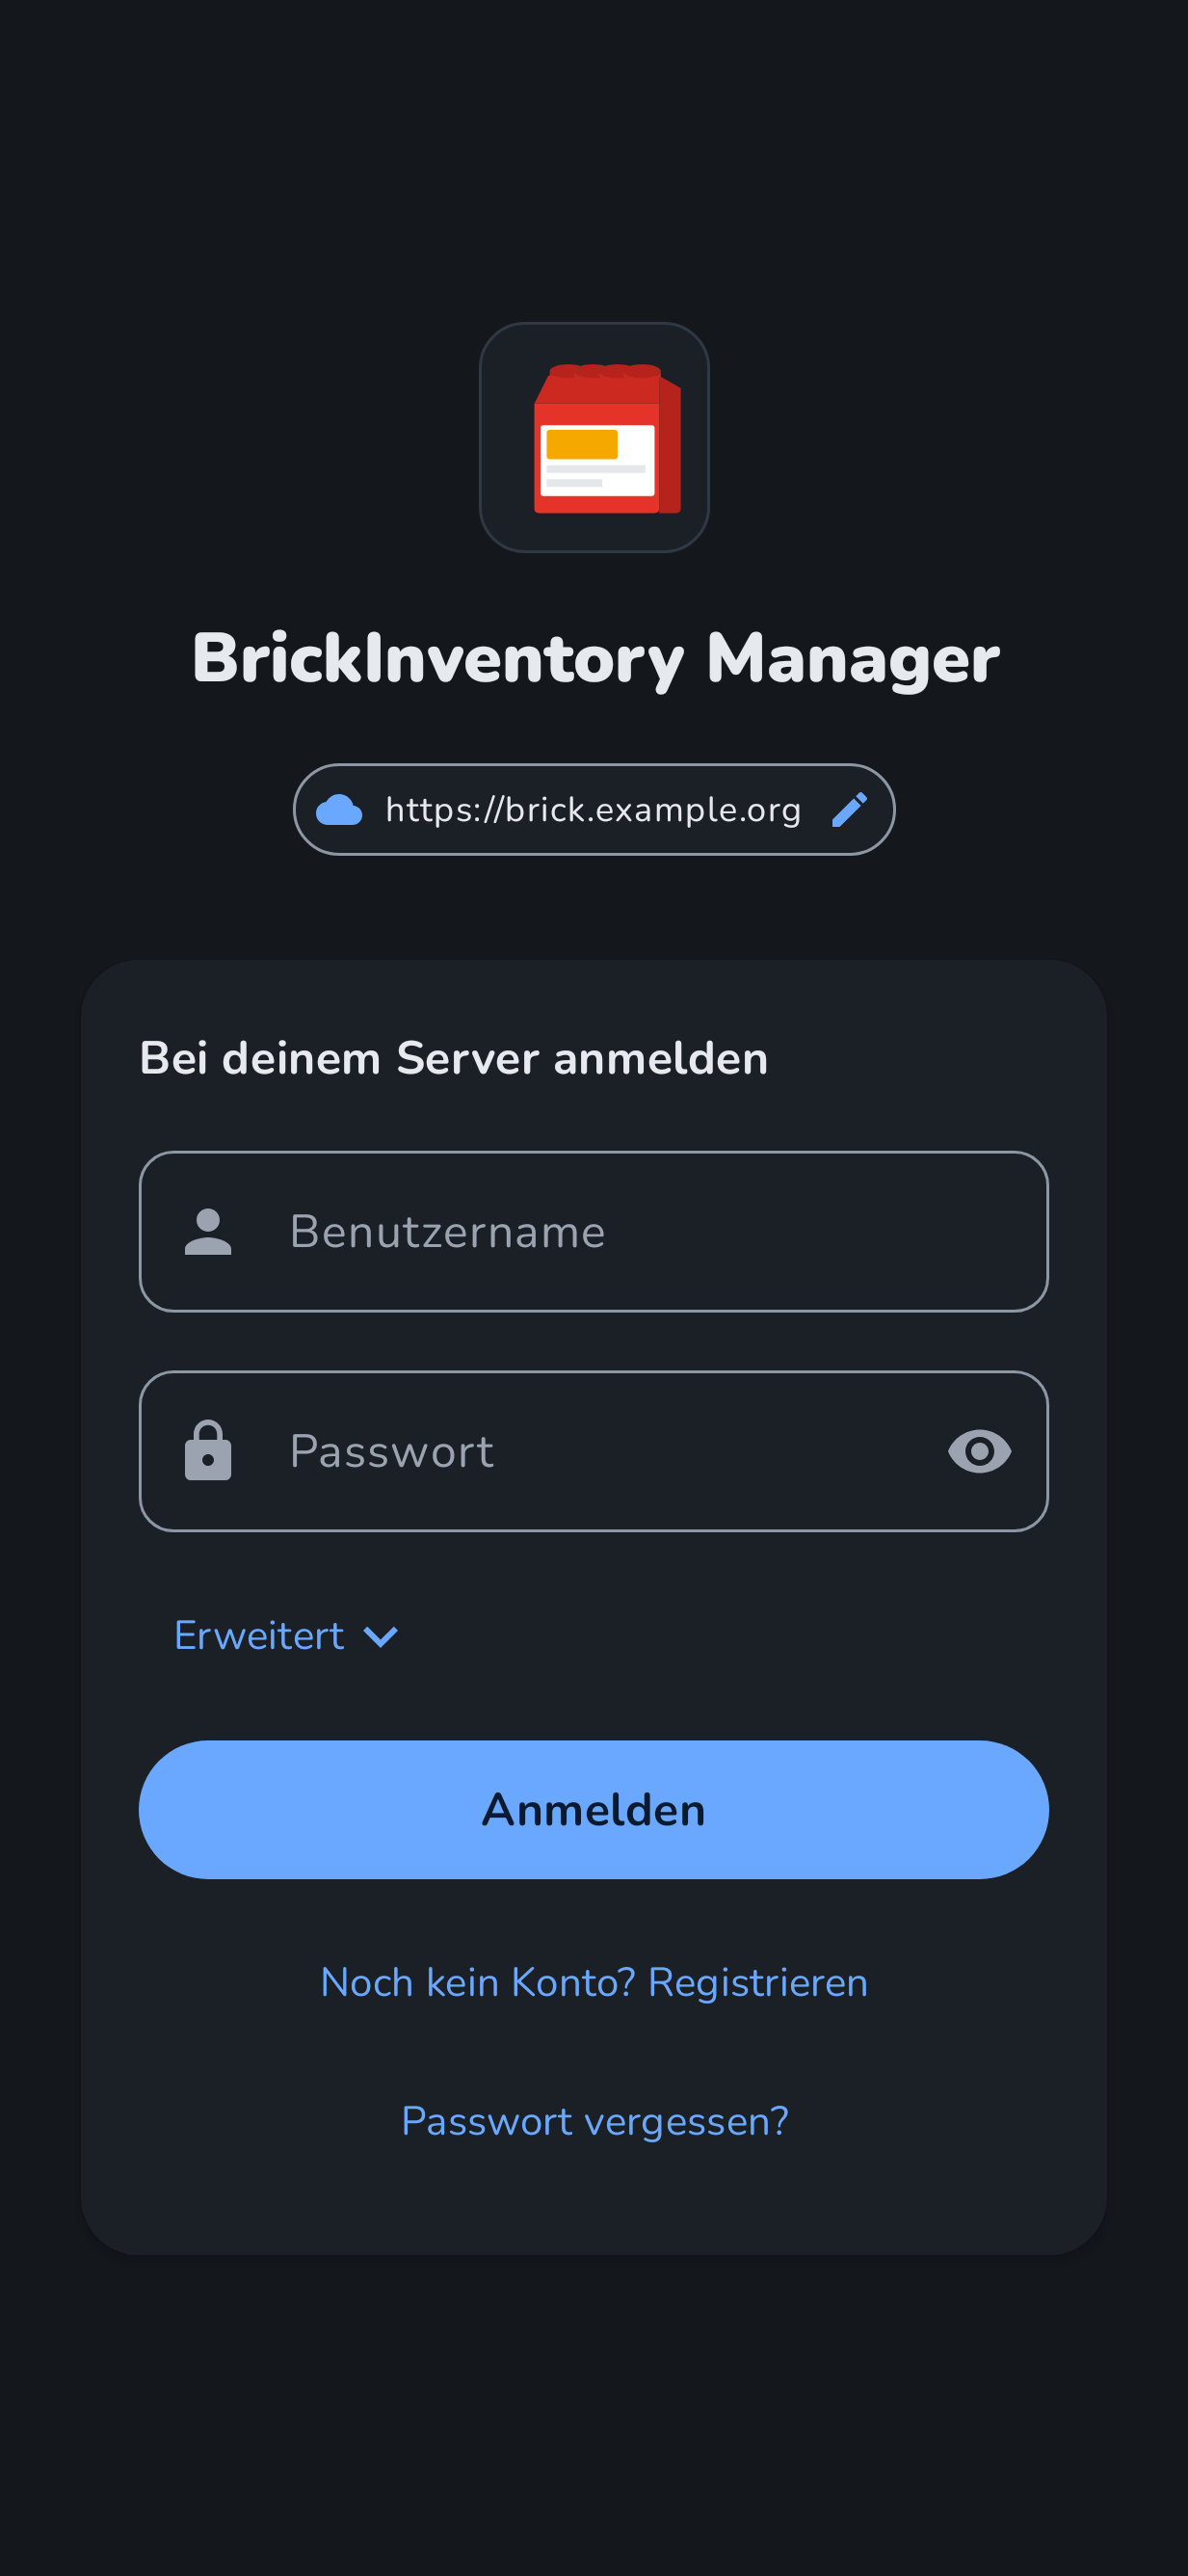 BrickInventory Manager
https://brick.example.org
Bei deinem Server anmelden
Benutzername
Passwort
Erweitert
Anmelden
Noch kein Konto? Registrieren
Passwort vergessen?